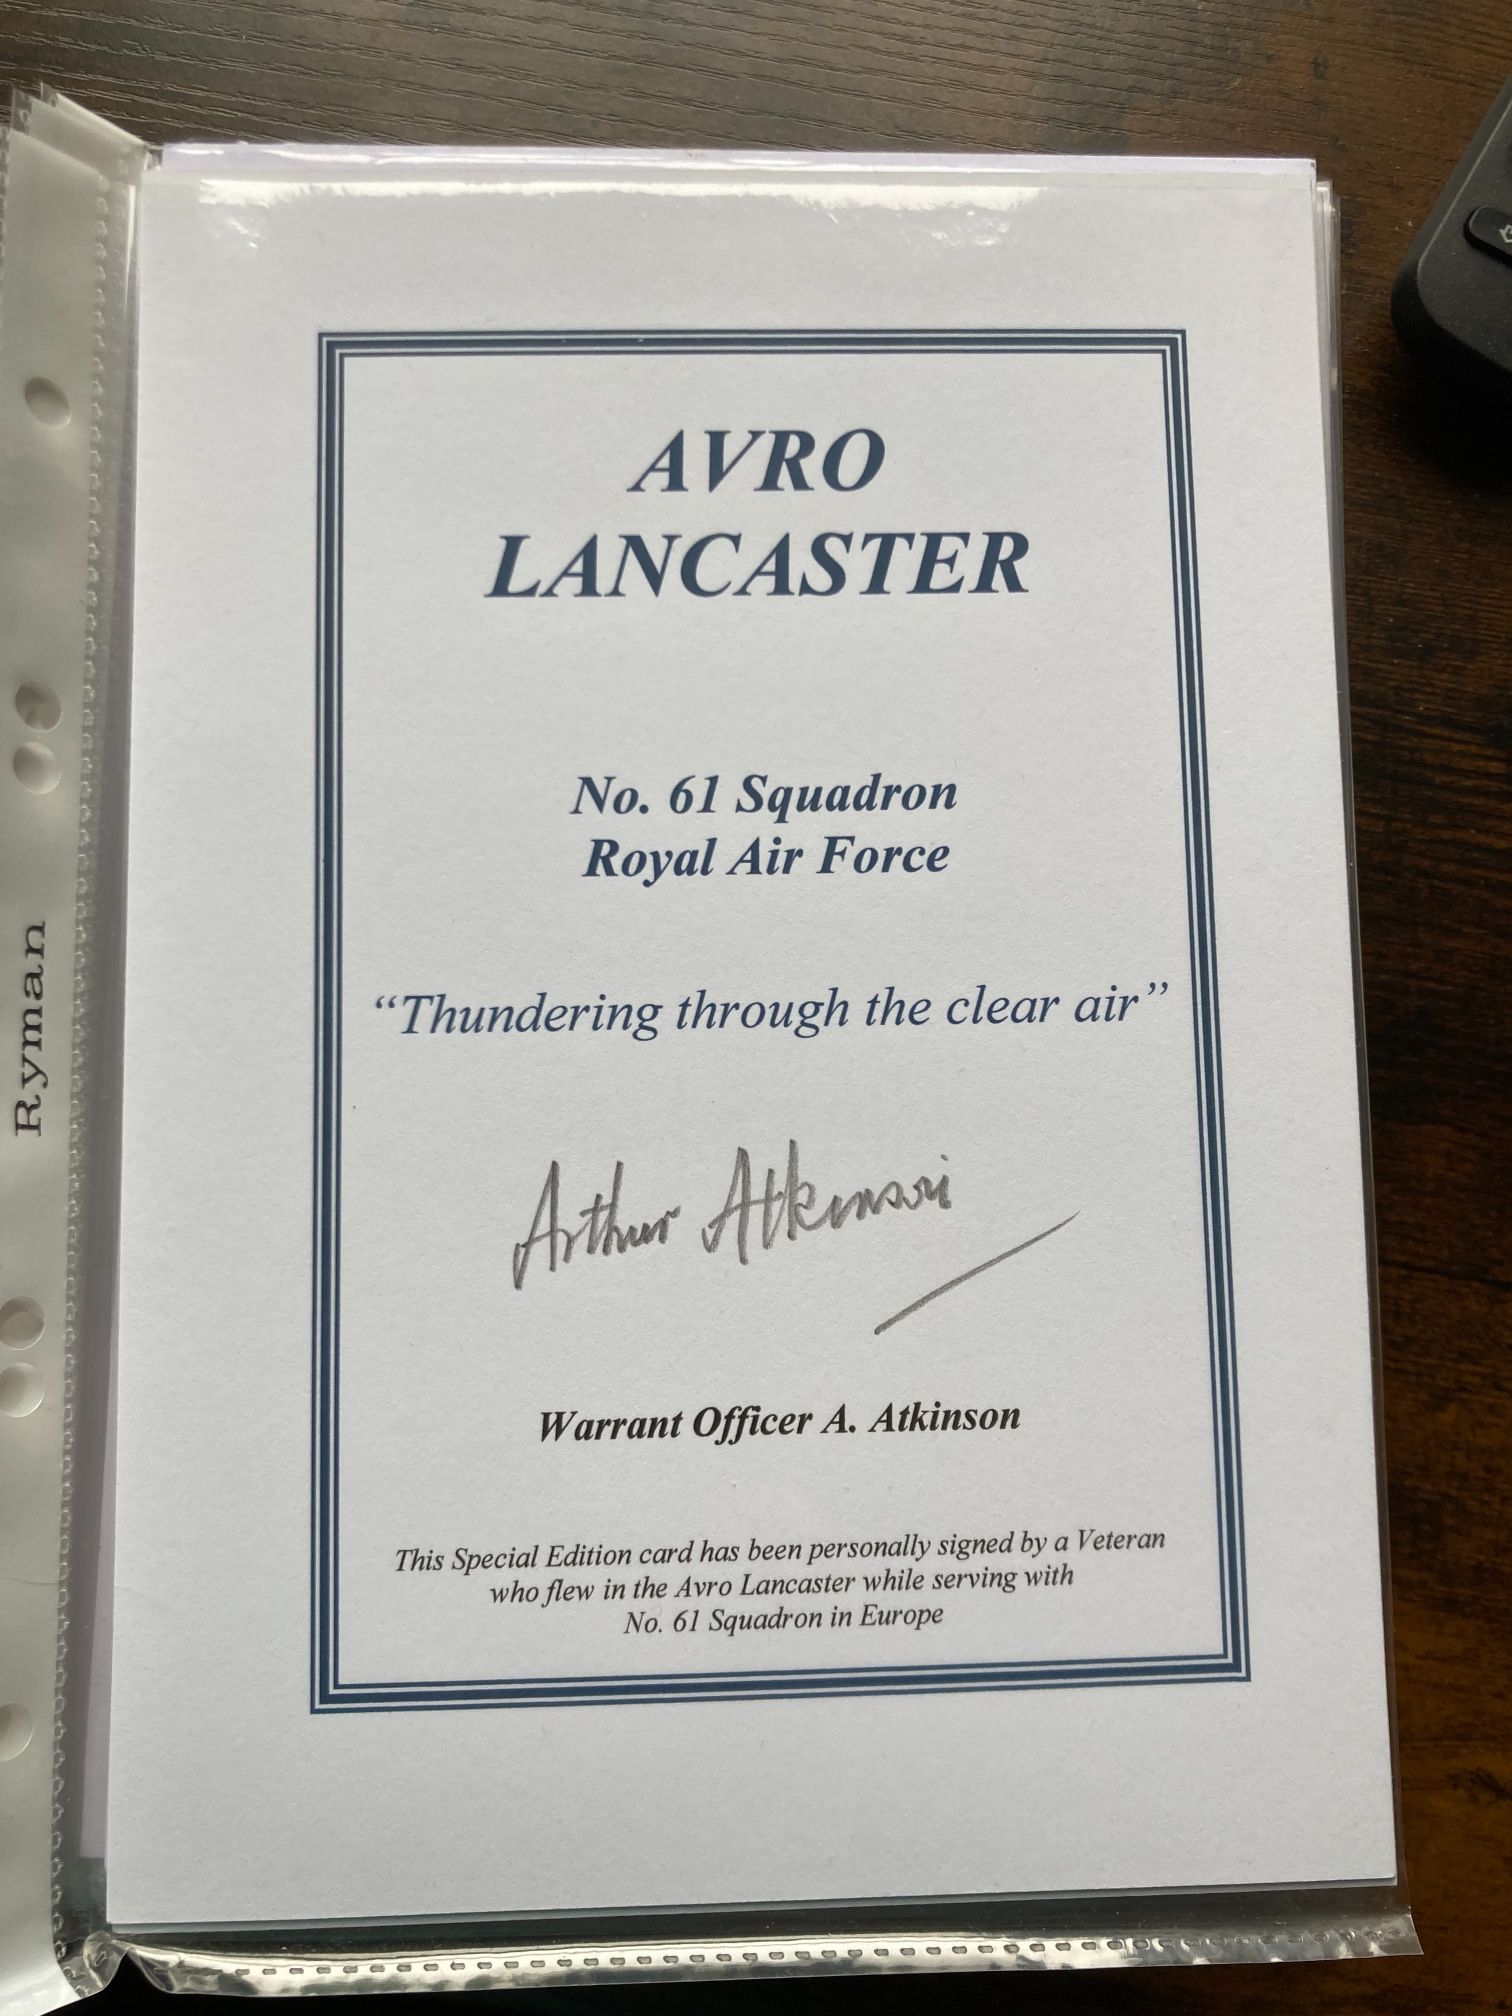 AVRO
LANCASTER
No. 61 Squadron
Royal Air Force
“Thundering through the clear air”
Arthur Atkinson
Warrant Officer A. Atkinson
This Special Edition card has been personally signed by a Veteran
who flew in the Avro Lancaster while serving with
No. 61 Squadron in Europe
Ryman